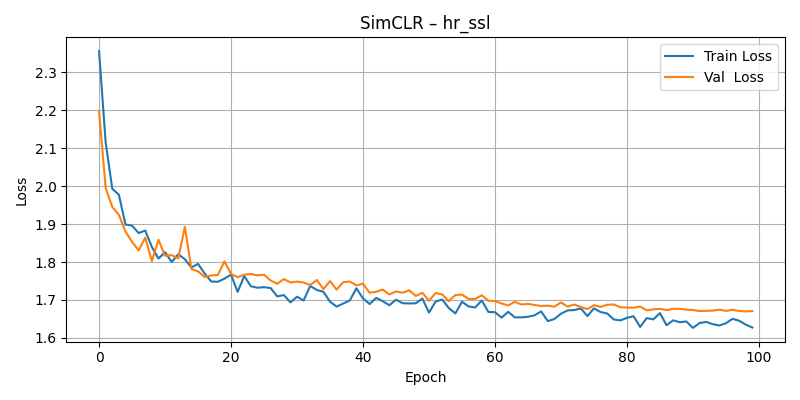 SimCLR – hr_ssl
Train Loss
Val  Loss
Loss
2.3
2.2
2.1
2.0
1.9
1.8
1.7
1.6
0 20 40 60 80 100
Epoch